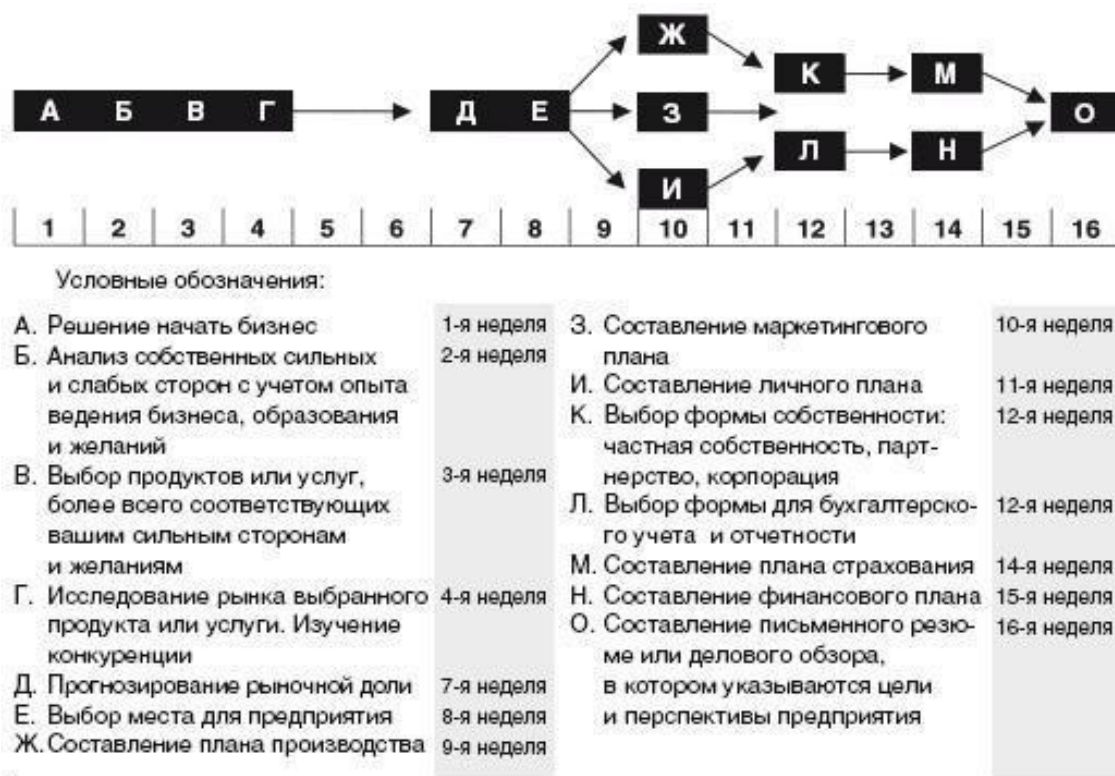 Ж
К М
А Б В Г Д Е З О
Л Н
И
1 2 3 4 5 6 7 8 9 10 11 12 13 14 15 16
Условные обозначения:
А. Решение начать бизнес 1-я неделя
Б. Анализ собственных сильных 2-я неделя
и слабых сторон с учетом опыта
ведения бизнеса, образования
и желаний
В. Выбор продуктов или услуг, 3-я неделя
более всего соответствующих
вашим сильным сторонам
и желаниям
Г. Исследование рынка выбранного 4-я неделя
продукта или услуги. Изучение
конкуренции
Д. Прогнозирование рыночной доли 7-я неделя
Е. Выбор места для предприятия 8-я неделя
Ж. Составление плана производства 9-я неделя
З. Составление маркетингового 10-я неделя
плана
И. Составление личного плана 11-я неделя
К. Выбор формы собственности: 12-я неделя
частная собственность, парт-
нерство, корпорация
Л. Выбор формы для бухгалтерско- 12-я неделя
го учета и отчетности
М. Составление плана страхования 14-я неделя
Н. Составление финансового плана 15-я неделя
О. Составление письменного резю- 16-я неделя
ме или делового обзора,
в котором указываются цели
и перспективы предприятия